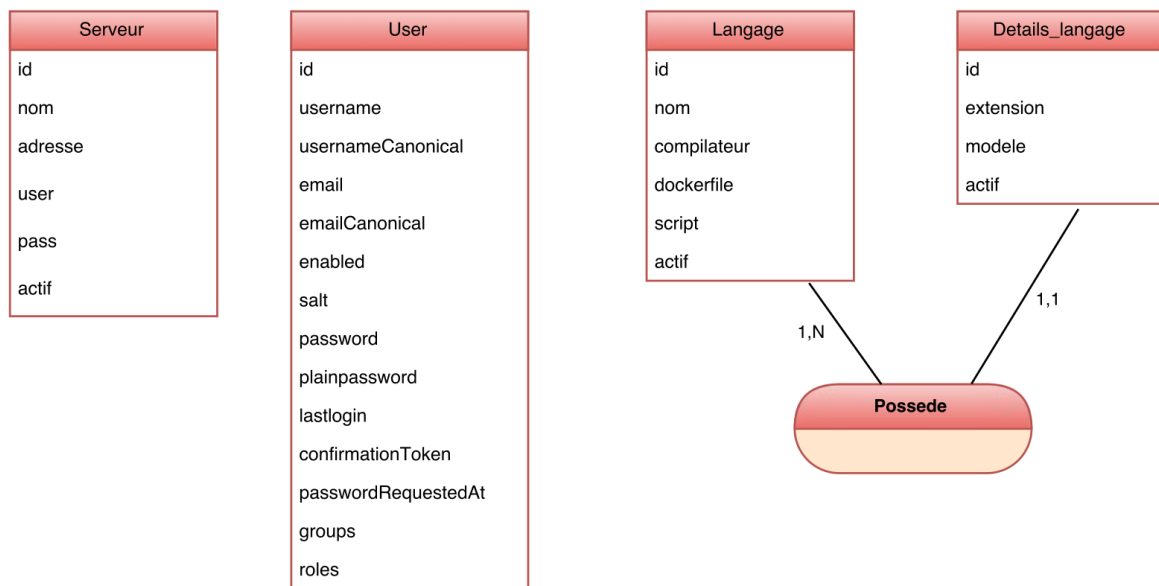 Serveur
id
nom
adresse
user
pass
actif
User
id
username
usernameCanonical
email
emailCanonical
enabled
salt
password
plainpassword
lastlogin
confirmationToken
passwordRequestedAt
groups
roles
Langage
id
nom
compilateur
dockerfile
script
actif
Details_langage
id
extension
modele
actif
1,N
1,1
Possede